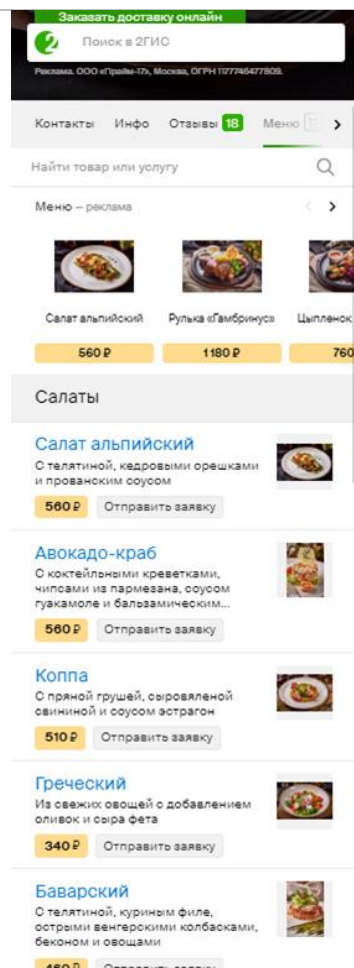 Заказать доставку онлайн
Поиск в 2ГИС
Реклама. ООО «Прайм-17», Москва, ОГРН 1177746477809.
Контакты Инфо Отзывы 18 Меню
Найти товар или услугу
Меню – реклама
Салат альпийский Рулька «Гамбринус» Цыпленок
560 ₽ 1180 ₽ 760
Салаты
Салат альпийский
С телятиной, кедровыми орешками
и прованским соусом
560 ₽ Отправить заявку
Авокадо-краб
С коктейльными креветками,
чипсами из пармезана, соусом
гуакамоле и бальзамическим...
560 ₽ Отправить заявку
Коппа
С пряной грушей, сыровяленой
свининой и соусом эстрагон
510 ₽ Отправить заявку
Греческий
Из свежих овощей с добавлением
оливок и сыра фета
340 ₽ Отправить заявку
Баварский
С телятиной, куриным филе,
острыми венгерскими колбасками,
беконом и овощами
460 ₽ Отправить заявку